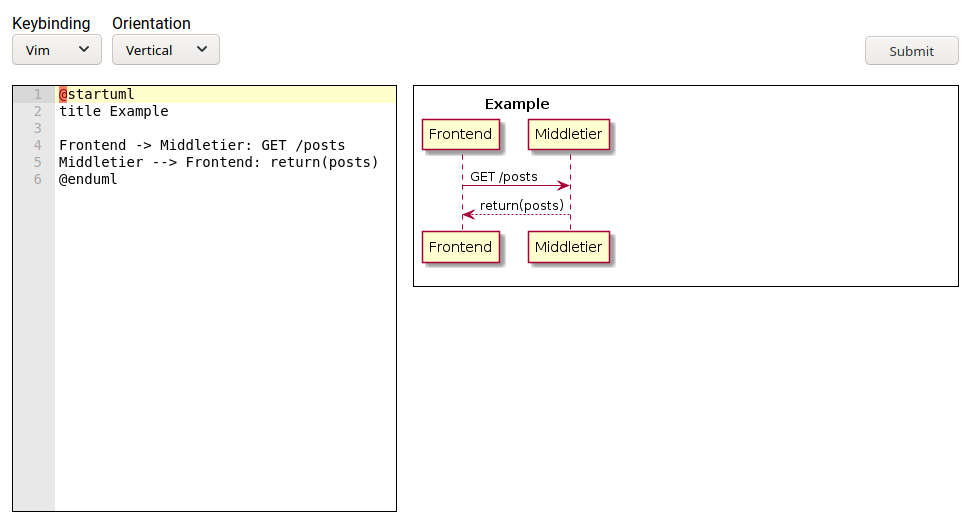 Keybinding Orientation
Vim Vertical Submit
1 @startuml
2 title Example
3
4 Frontend -> Middletier: GET /posts
5 Middletier --> Frontend: return(posts)
6 @enduml
Example
Frontend Middletier
GET /posts
return(posts)
Frontend Middletier